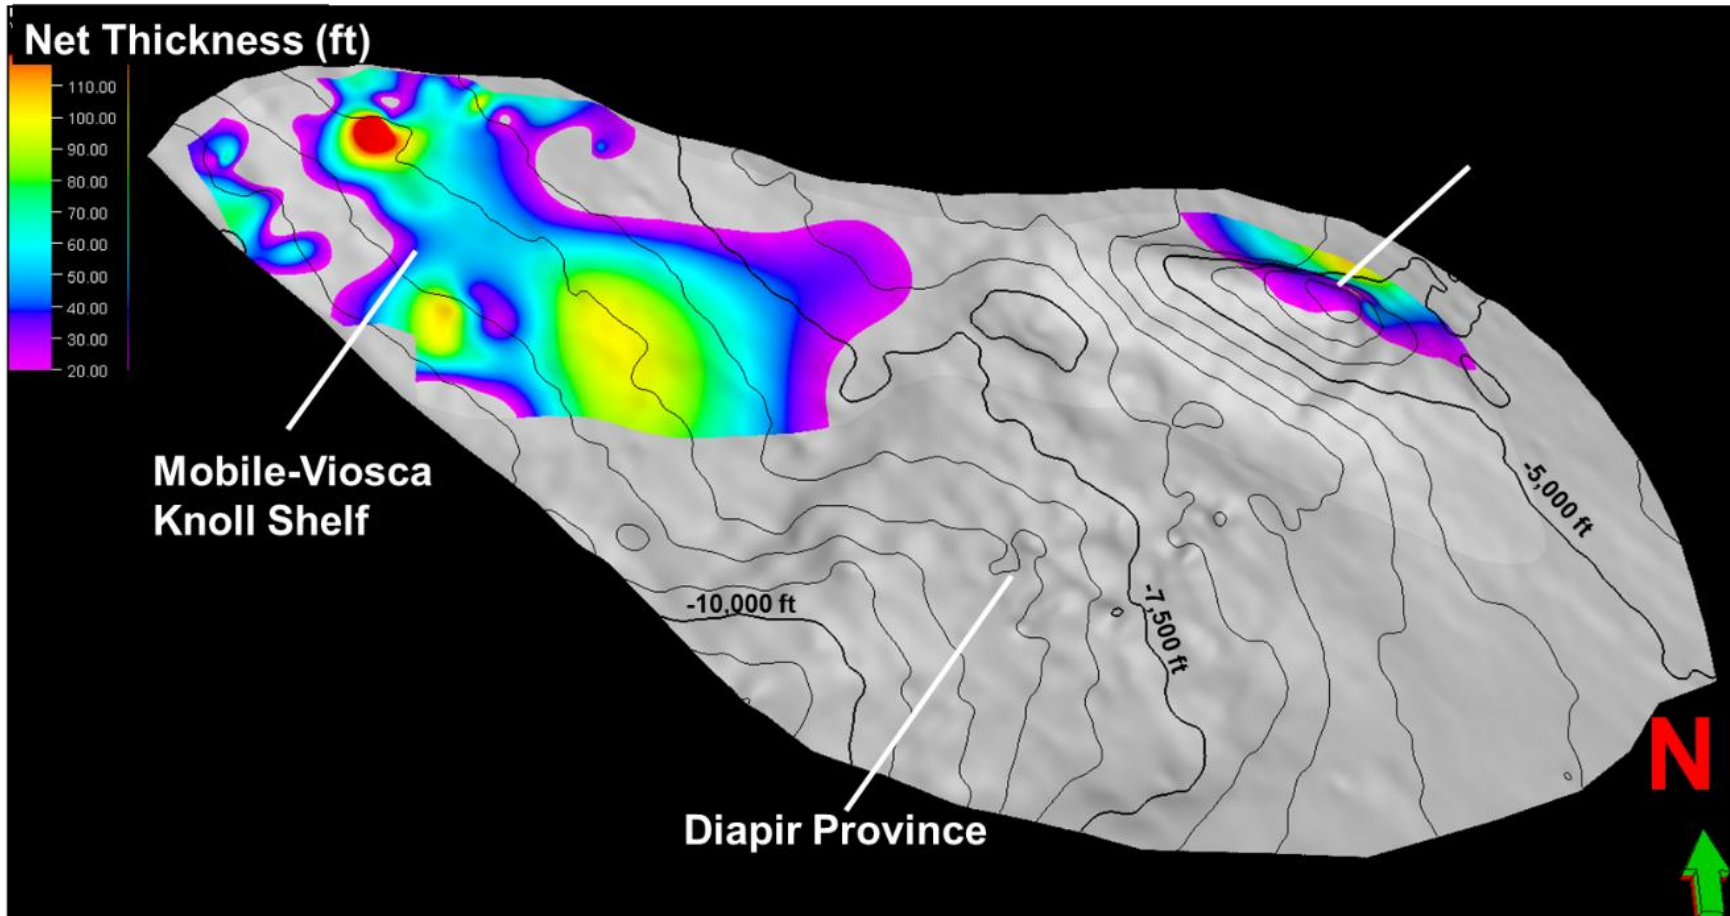 Net Thickness (ft)
110.00
100.00
90.00
80.00
70.00
60.00
50.00
40.00
30.00
20.00
Mobile-Viosca
Knoll Shelf
-5,000 ft
-10,000 ft
-7,500 ft
Diapir Province
N